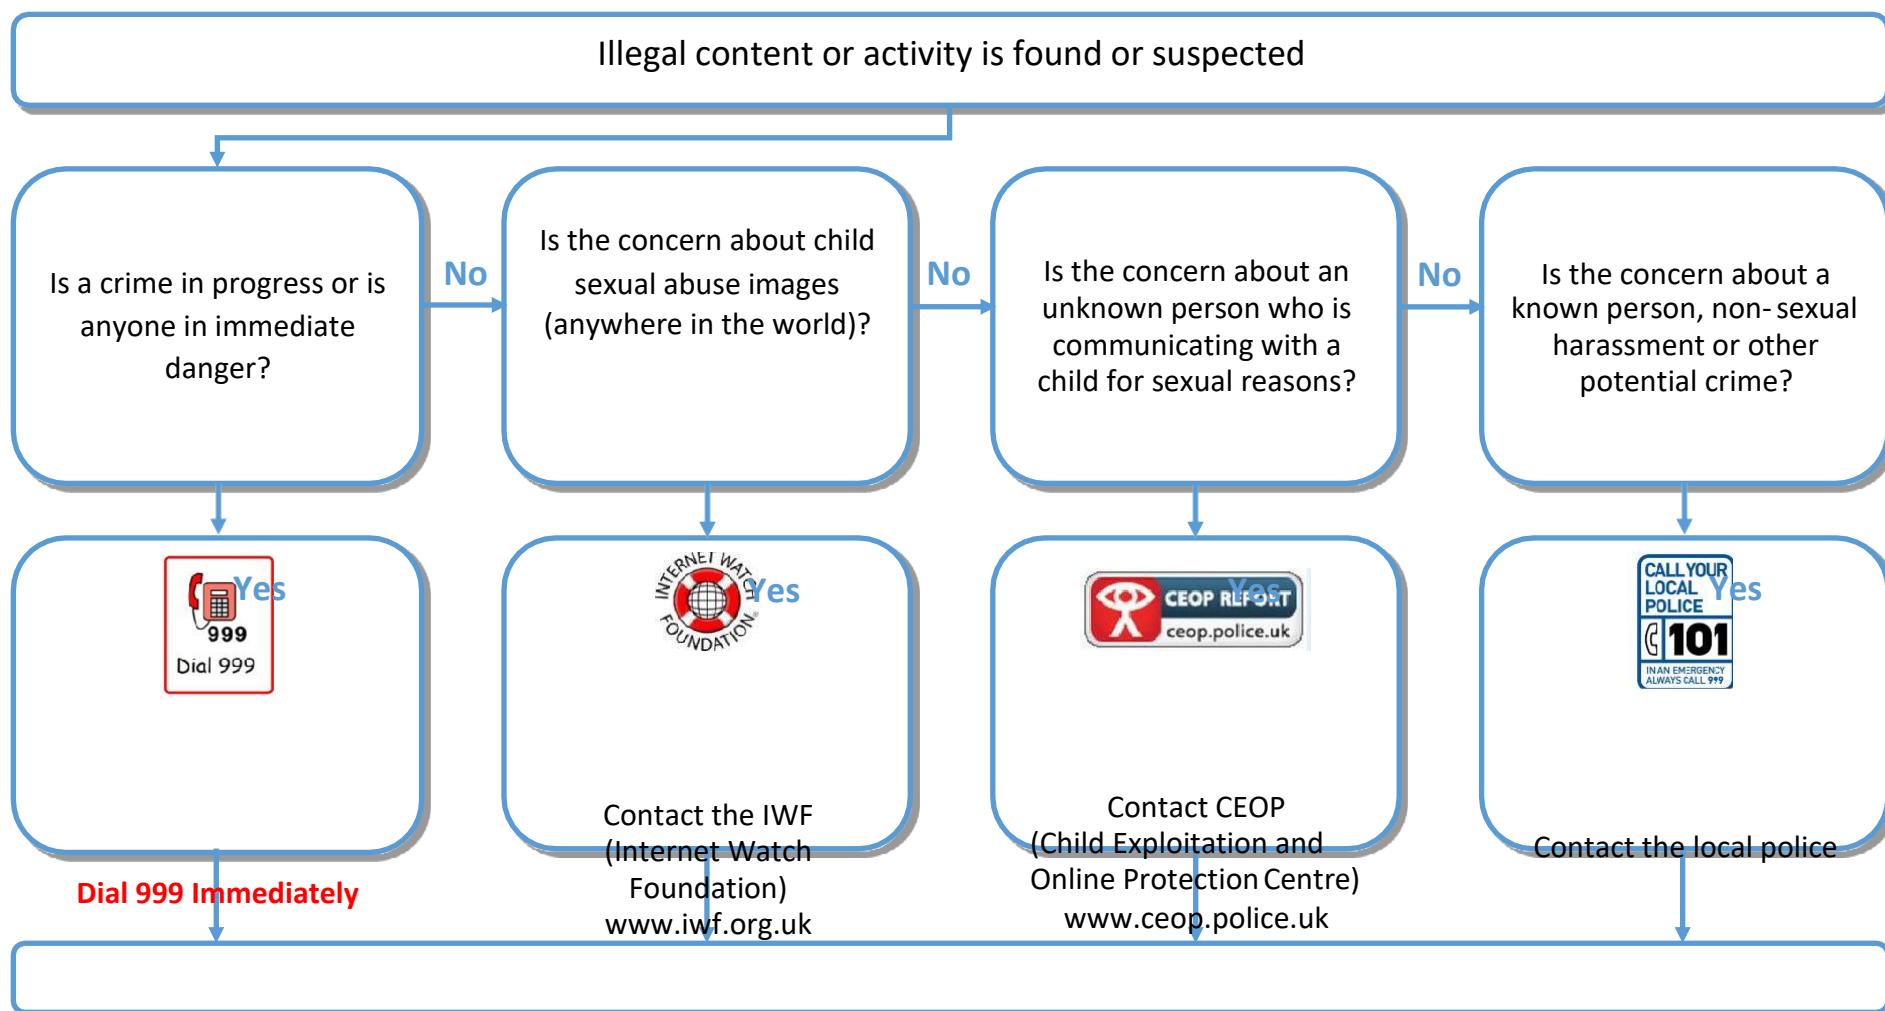 Illegal content or activity is found or suspected
Is a crime in progress or is
anyone in immediate
danger?
No
Is the concern about child
sexual abuse images
(anywhere in the world)?
No
Is the concern about an
unknown person who is
communicating with a
child for sexual reasons?
No
Is the concern about a
known person, non- sexual
harassment or other
potential crime?
Yes
999
Dial 999
Dial 999 Immediately
Yes
INTERNET WATCH
FOUNDATION
Contact the IWF
(Internet Watch
Foundation)
www.iwf.org.uk
Yes
CEOP REPORT
ceop.police.uk
Contact CEOP
(Child Exploitation and
Online Protection Centre)
www.ceop.police.uk
Yes
CALL YOUR
LOCAL
POLICE
101
IN AN EMERGENCY
ALWAYS CALL 999
Contact the local police